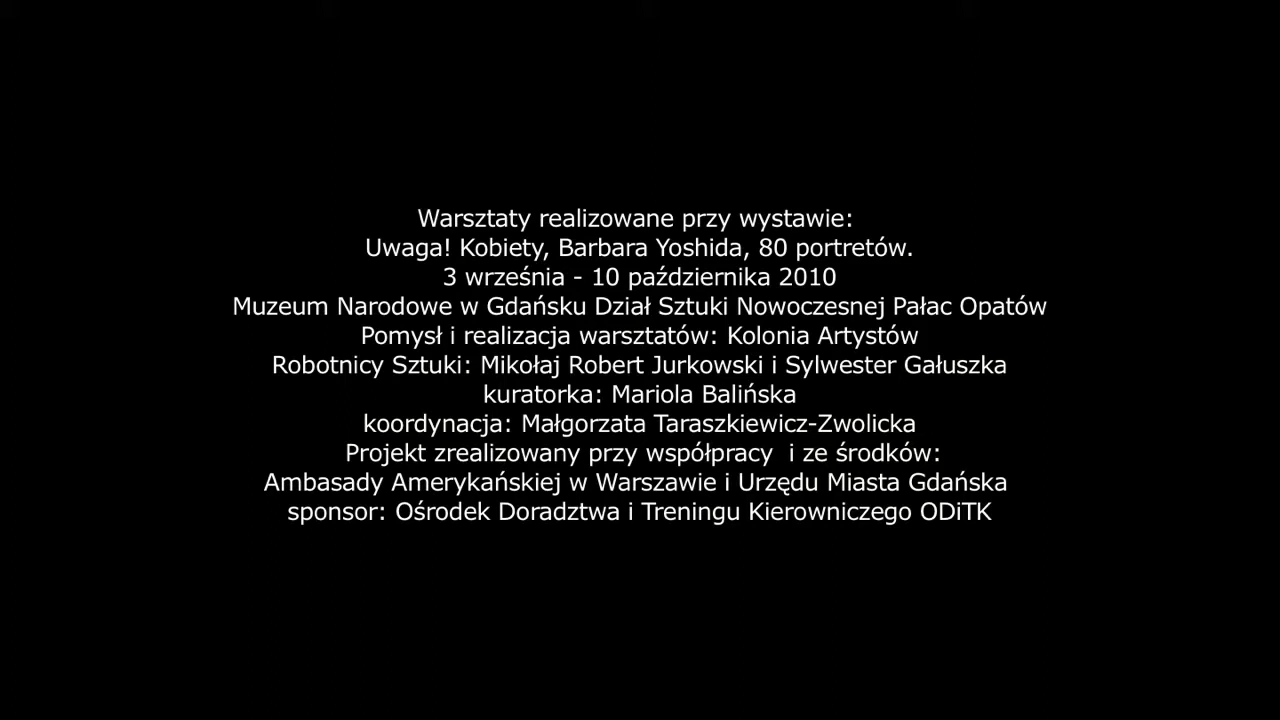 Warsztaty realizowane przy wystawie:
Uwaga! Kobiety, Barbara Yoshida, 80 portretów.
3 września - 10 października 2010
Muzeum Narodowe w Gdańsku Dział Sztuki Nowoczesnej Pałac Opatów
Pomysł i realizacja warsztatów: Kolonia Artystów
Robotnicy Sztuki: Mikołaj Robert Jurkowski i Sylwester Gałuszka
kuratorka: Mariola Balińska
koordynacja: Małgorzata Taraszkiewicz-Zwolicka
Projekt zrealizowany przy współpracy  i ze środków:
Ambasady Amerykańskiej w Warszawie i Urzędu Miasta Gdańska
sponsor: Ośrodek Doradztwa i Treningu Kierowniczego ODiTK